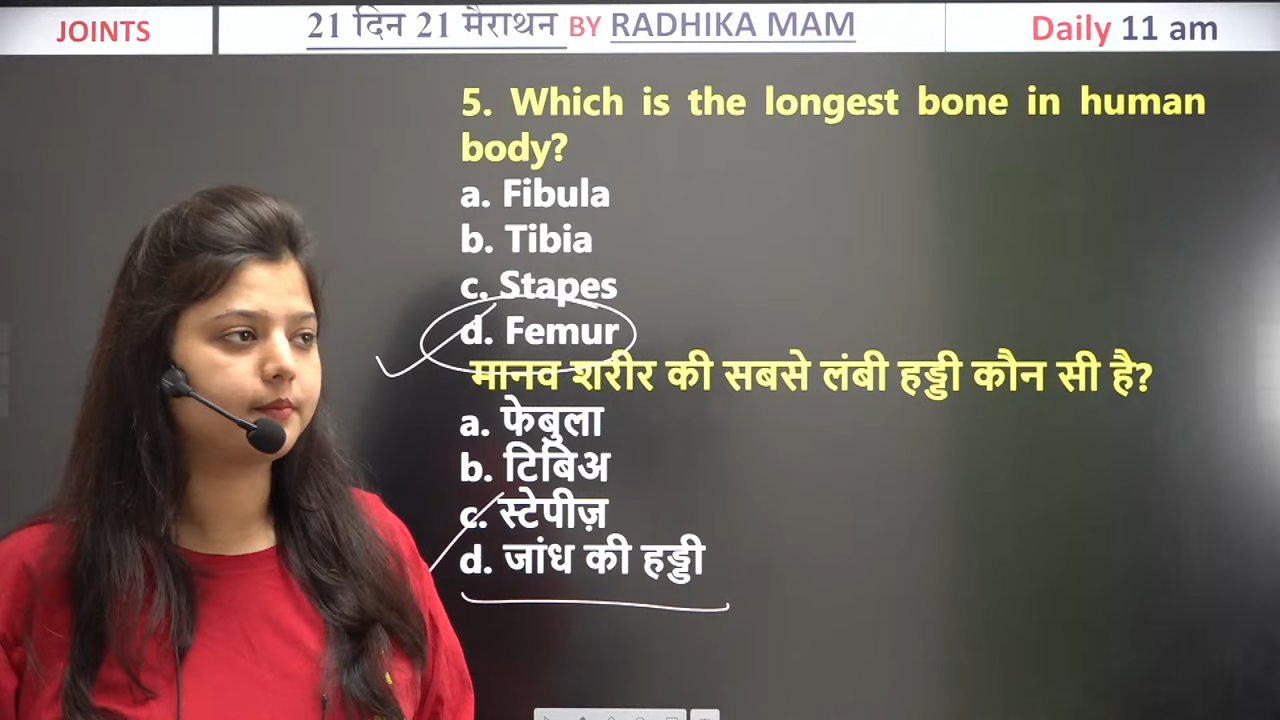 JOINTS
21 दिन 21 मैराथन BY RADHIKA MAM
Daily 11 am
5. Which is the longest bone in human
body?
a. Fibula
b. Tibia
c. Stapes
d. Femur
मानव शरीर की सबसे लंबी हड्डी कौन सी है?
a. फेबुला
b. टिबिअ
c. स्टेपीज़
d. जांध की हड्डी